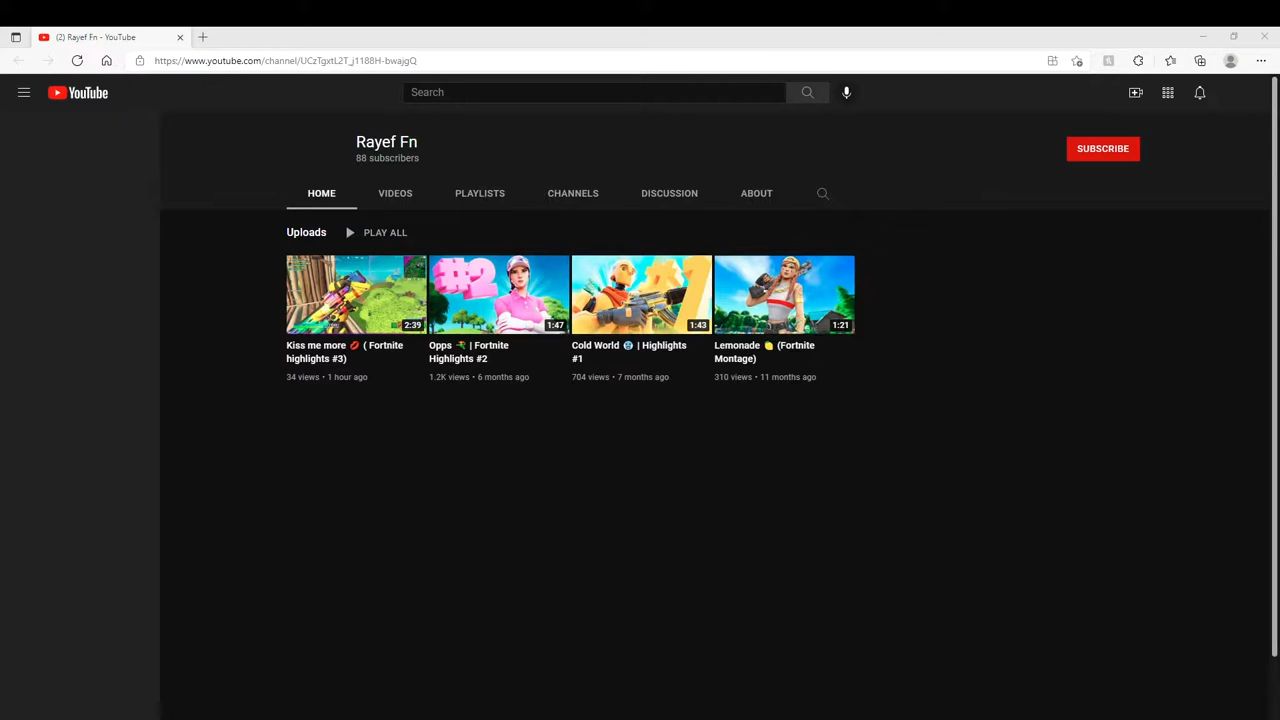 (2) Rayef Fn - YouTube
https://www.youtube.com/channel/UCzTgxtL2T_j1188H-bwajgQ
YouTube
Search
Rayef Fn
88 subscribers
SUBSCRIBE
HOME VIDEOS PLAYLISTS CHANNELS DISCUSSION ABOUT
Uploads PLAY ALL
#2
#1
2:39
1:47
1:43
1:21
Kiss me more 💋 ( Fortnite
highlights #3)
34 views • 1 hour ago
Opps 🔫 | Fortnite
Highlights #2
1.2K views • 6 months ago
Cold World 🥶 | Highlights
#1
704 views • 7 months ago
Lemonade 🍋 (Fortnite
Montage)
310 views • 11 months ago